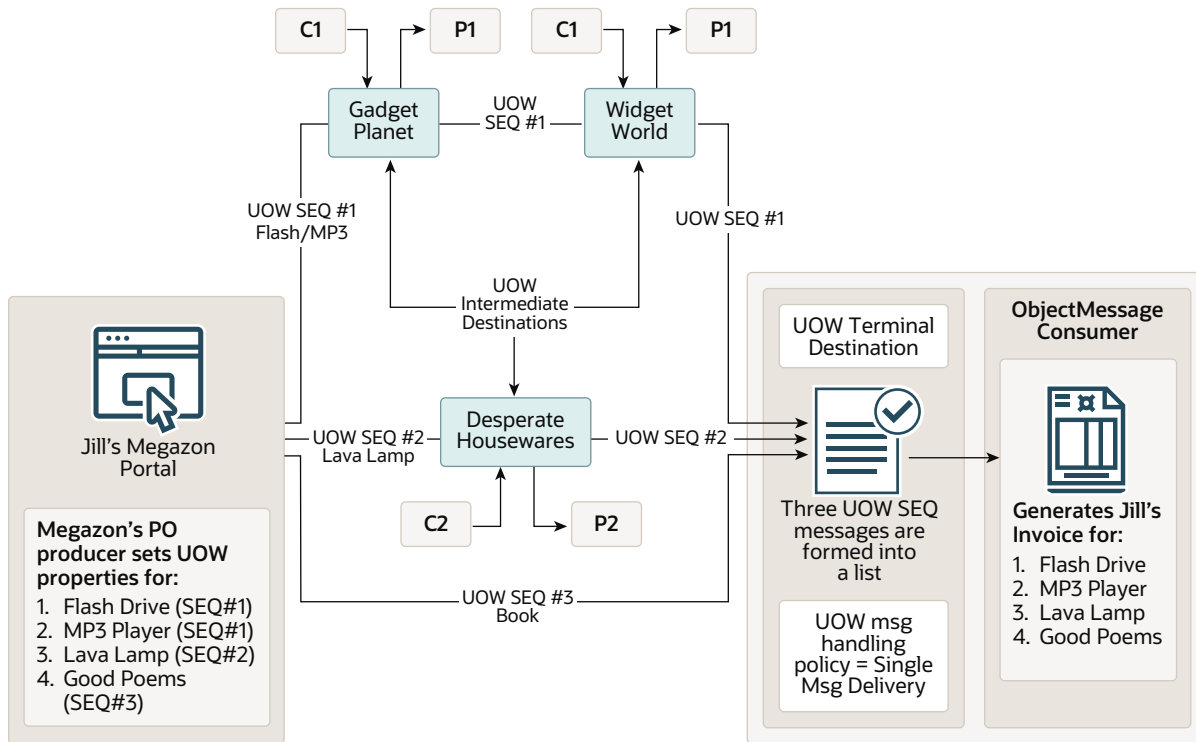 C1
P1
C1
P1
Gadget
Planet
UOW
SEQ #1
Widget
World
UOW SEQ #1
Flash/MP3
UOW SEQ #1
UOW
Intermediate
Destinations
Jill's Megazon
Portal
Megazon's PO
producer sets UOW
properties for:
1. Flash Drive (SEQ#1)
2. MP3 Player (SEQ#1)
3. Lava Lamp (SEQ#2)
4. Good Poems
(SEQ#3)
UOW SEQ #2
Lava Lamp
Desperate
Housewares
UOW SEQ #2
C2
P2
UOW SEQ #3
Book
UOW Terminal
Destination
Three UOW SEQ
messages are
formed into
a list
UOW msg
handling
policy = Single
Msg Delivery
ObjectMessage
Consumer
Generates Jill's
Invoice for:
1. Flash Drive
2. MP3 Player
3. Lava Lamp
4. Good Poems